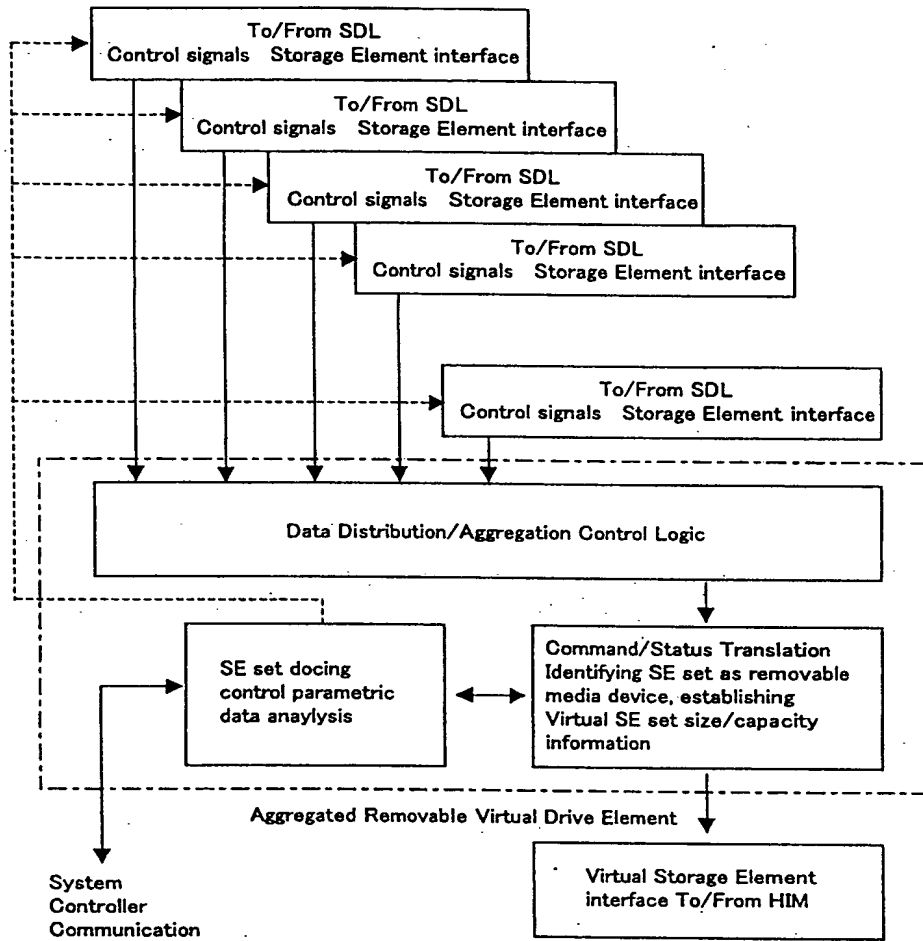 To/From SDL
Control signals Storage Element interface
To/From SDL
Control signals Storage Element interface
To/From SDL
Control signals Storage Element interface
To/From SDL
Control signals Storage Element interface
To/From SDL
Control signals Storage Element interface
Data Distribution/Aggregation Control Logic
SE set docing
control parametric
data anaylysis
Command/Status Translation
Identifying SE set as removable
media device, establishing
Virtual SE set size/capacity
information
Aggregated Removable Virtual Drive Element
System
Controller
Communication
Virtual Storage Element
interface To/From HIM